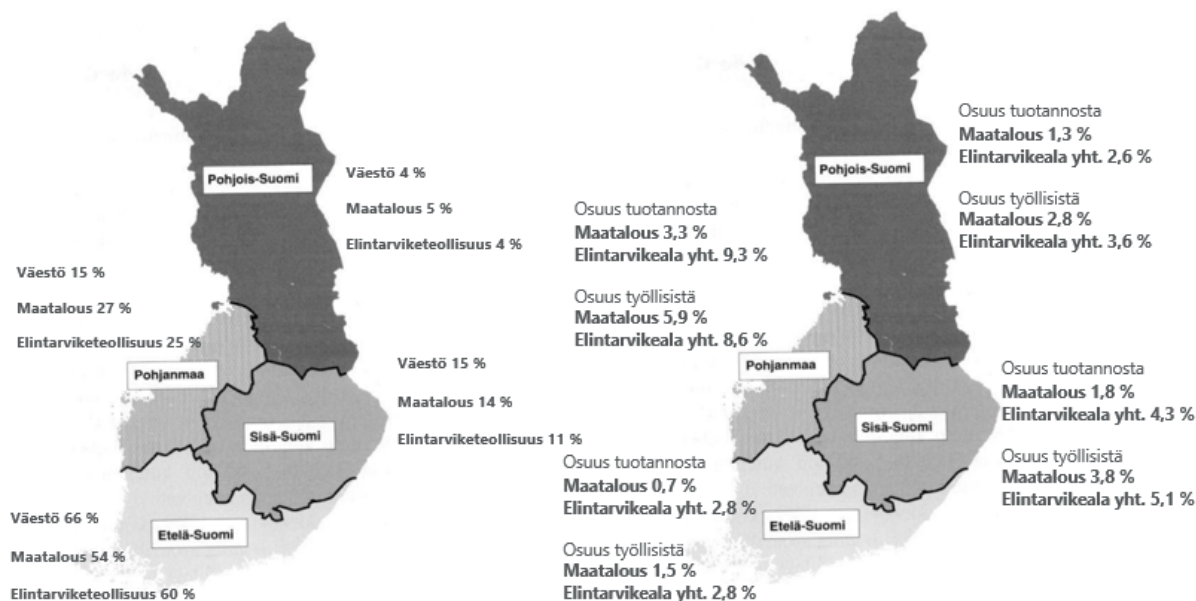 Pohjois-Suomi
Väestö 4 %
Maatalous 5 %
Elintarviketeollisuus 4 %
Väestö 15 %
Maatalous 27 %
Elintarviketeollisuus 25 %
Pohjanmaa
Väestö 15 %
Maatalous 14 %
Elintarviketeollisuus 11 %
Sisä-Suomi
Väestö 66 %
Maatalous 54 %
Elintarviketeollisuus 60 %
Etelä-Suomi
Pohjois-Suomi
Osuus tuotannosta
Maatalous 1,3 %
Elintarvikeala yht. 2,6 %
Osuus työllisistä
Maatalous 2,8 %
Elintarvikeala yht. 3,6 %
Osuus tuotannosta
Maatalous 3,3 %
Elintarvikeala yht. 9,3 %
Osuus työllisistä
Maatalous 5,9 %
Elintarvikeala yht. 8,6 %
Pohjanmaa
Osuus tuotannosta
Maatalous 1,8 %
Elintarvikeala yht. 4,3 %
Osuus työllisistä
Maatalous 3,8 %
Elintarvikeala yht. 5,1 %
Sisä-Suomi
Osuus tuotannosta
Maatalous 0,7 %
Elintarvikeala yht. 2,8 %
Osuus työllisistä
Maatalous 1,5 %
Elintarvikeala yht. 2,8 %
Etelä-Suomi